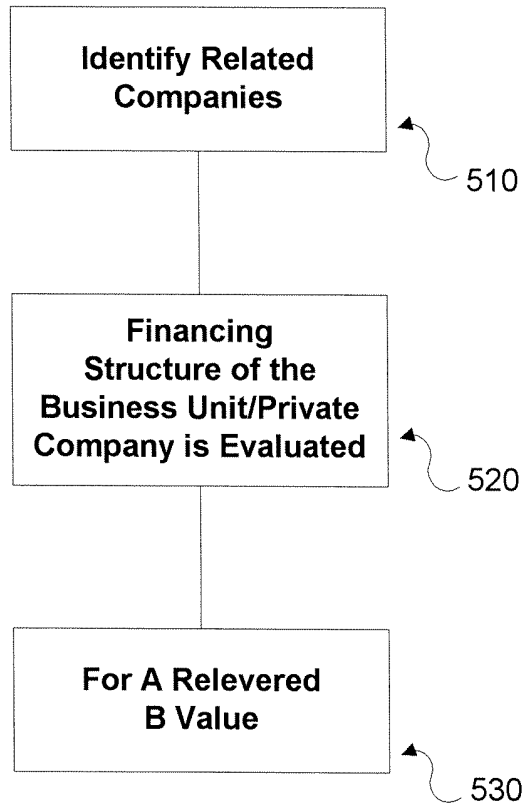 Identify Related
Companies
510
Financing
Structure of the
Business Unit/Private
Company is Evaluated
520
For A Relevered
B Value
530